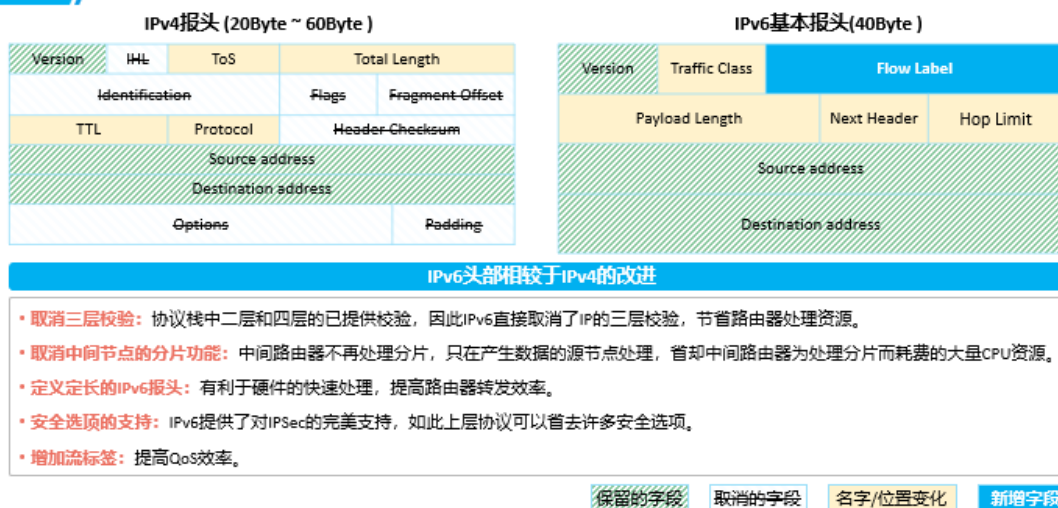 IPv4报头 (20Byte ~ 60Byte )
IPv6基本报头(40Byte )
Version IHL ToS Total Length
Identification Flags Fragment Offset
TTL Protocol Header Checksum
Source address
Destination address
Options Padding
Version Traffic Class Flow Label
Payload Length Next Header Hop Limit
Source address
Destination address
IPv6头部相较于IPv4的改进
• 取消三层校验：协议栈中二层和四层的已提供校验，因此IPv6直接取消了IP的三层校验，节省路由器处理资源。
• 取消中间节点的分片功能：中间路由器不再处理分片，只在产生数据的源节点处理，省却中间路由器为处理分片而耗费的大量CPU资源。
• 定义定长的IPv6报头：有利于硬件的快速处理，提高路由器转发效率。
• 安全选项的支持：IPv6提供了对IPSec的完美支持，如此上层协议可以省去许多安全选项。
• 增加流标签：提高QoS效率。
保留的字段 取消的字段 名字/位置变化 新增字段